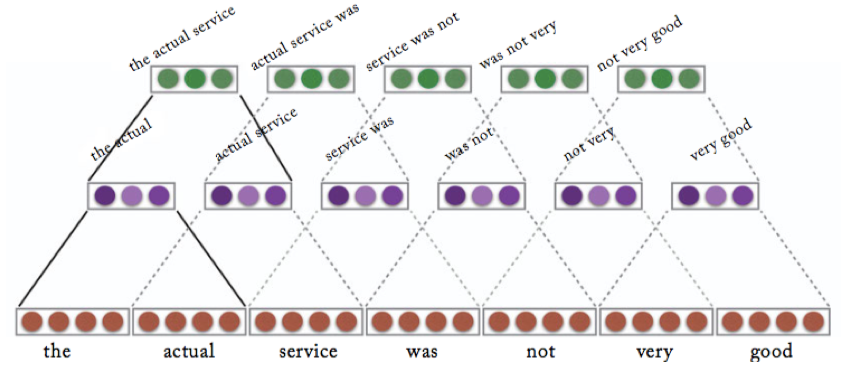 the actual service
actual service was
service was not
was not very
not very good
the actual
actual service
service was
was not
not very
very good
the
actual
service
was
not
very
good